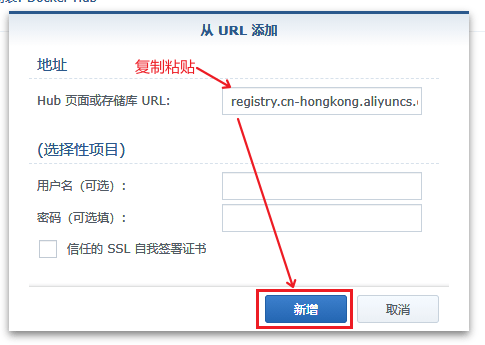 Docker Hub
从 URL 添加
地址
复制粘贴
Hub 页面或存储库 URL:
registry.cn-hongkong.aliyuncs.
(选择性项目)
用户名（可选）:
密码（可选填）:
信任的 SSL 自我签署证书
新增
取消